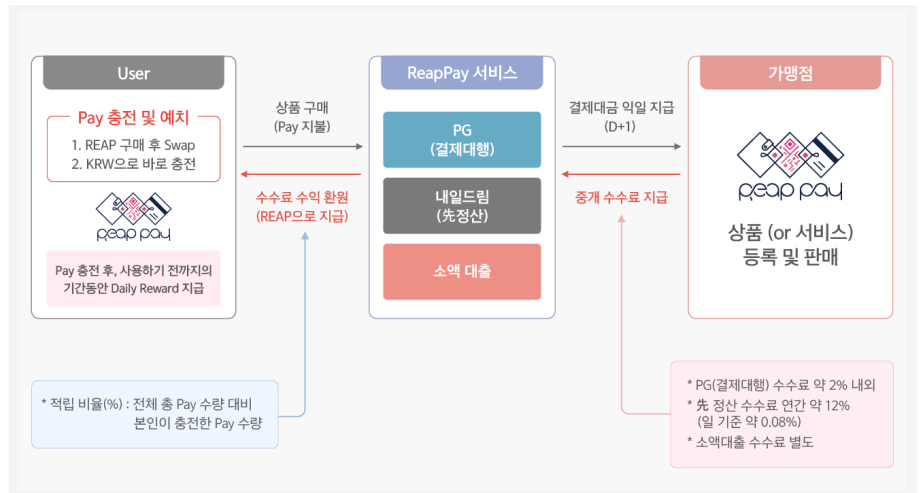 User
Pay 충전 및 예치
1. REAP 구매 후 Swap
2. KRW으로 바로 충전
ReapPay
Pay 충전 후, 사용하기 전까지의
기간동안 Daily Reward 지급
상품 구매
(Pay 지불)
수수료 수익 환원
(REAP으로 지급)
ReapPay 서비스
PG
(결제대행)
내일드림
(先정산)
소액 대출
결제대금 익일 지급
(D+1)
중개 수수료 지급
가맹점
ReapPay
상품 (or 서비스)
등록 및 판매
* 적립 비율(%) : 전체 총 Pay 수량 대비
본인이 충전한 Pay 수량
* PG(결제대행) 수수료 약 2% 내외
* 先 정산 수수료 연간 약 12%
(일 기준 약 0.08%)
* 소액대출 수수료 별도